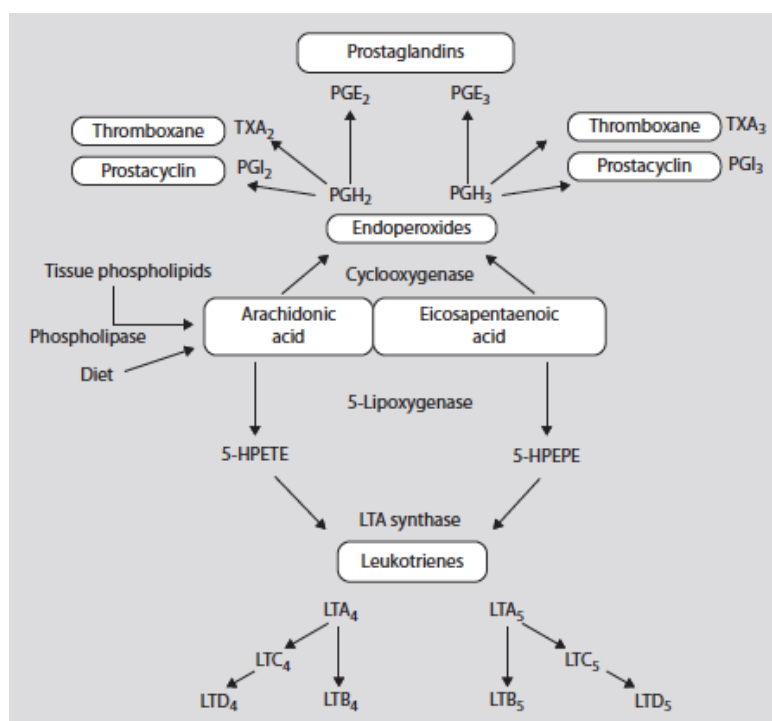 Prostaglandins
PGE₂ PGE₃
Thromboxane TXA₂ Thromboxane TXA₃
Prostacyclin PGI₂ Prostacyclin PGI₃
PGH₂ PGH₃
Endoperoxides
Tissue phospholipids Cyclooxygenase
Arachidonic acid Eicosapentaenoic acid
Phospholipase
Diet
5-Lipoxygenase
5-HPETE 5-HPEPE
LTA synthase
Leukotrienes
LTA₄ LTA₅
LTC₄ LTC₅
LTD₄ LTB₄ LTB₅ LTD₅